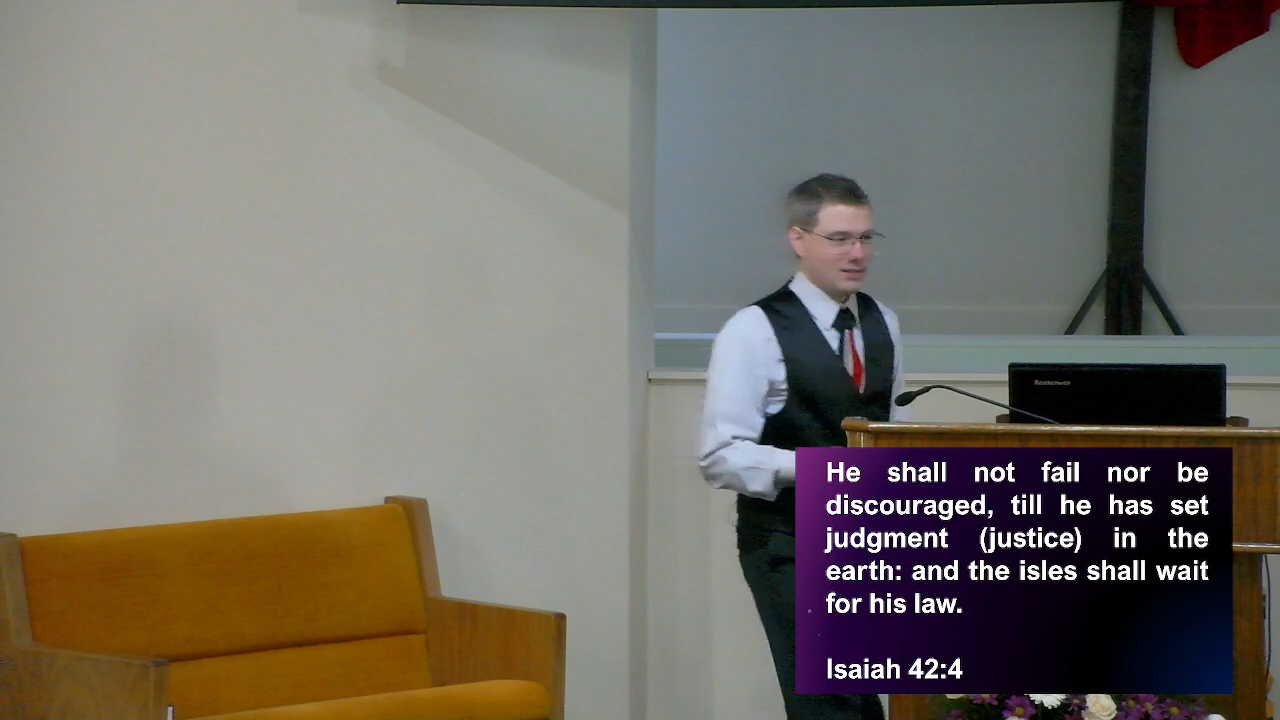 lenovo
He shall not fail nor be
discouraged, till he has set
judgment (justice) in the
earth: and the isles shall wait
for his law.
Isaiah 42:4